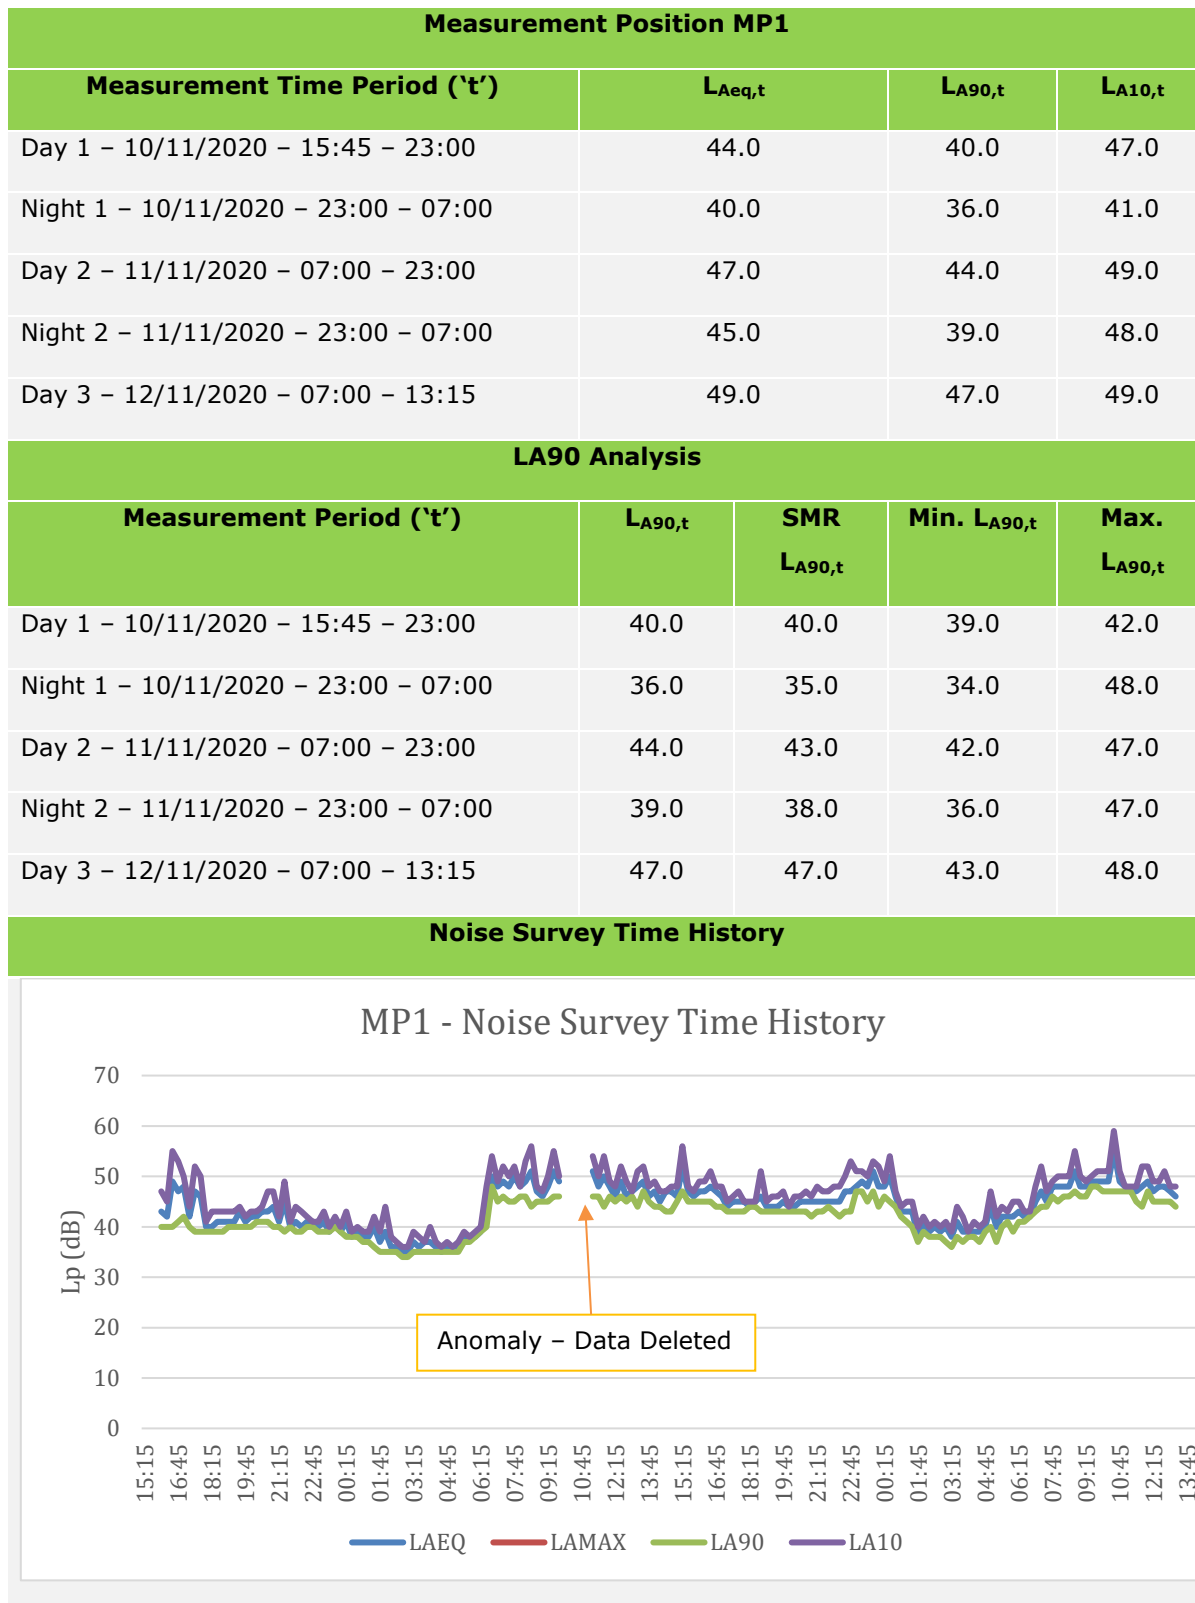 Measurement Position MP1
Measurement Time Period (‘t’) LAeq,t LA90,t LA10,t
Day 1 – 10/11/2020 – 15:45 – 23:00 44.0 40.0 47.0
Night 1 – 10/11/2020 – 23:00 – 07:00 40.0 36.0 41.0
Day 2 – 11/11/2020 – 07:00 – 23:00 47.0 44.0 49.0
Night 2 – 11/11/2020 – 23:00 – 07:00 45.0 39.0 48.0
Day 3 – 12/11/2020 – 07:00 – 13:15 49.0 47.0 49.0
LA90 Analysis
Measurement Period (‘t’) LA90,t SMR Min. LA90,t Max.
LA90,t LA90,t
Day 1 – 10/11/2020 – 15:45 – 23:00 40.0 40.0 39.0 42.0
Night 1 – 10/11/2020 – 23:00 – 07:00 36.0 35.0 34.0 48.0
Day 2 – 11/11/2020 – 07:00 – 23:00 44.0 43.0 42.0 47.0
Night 2 – 11/11/2020 – 23:00 – 07:00 39.0 38.0 36.0 47.0
Day 3 – 12/11/2020 – 07:00 – 13:15 47.0 47.0 43.0 48.0
Noise Survey Time History
MP1 - Noise Survey Time History
70
60
50
40
30
20
10
0
Lp (dB)
Anomaly – Data Deleted
15:15 16:45 18:15 19:45 21:15 22:45 00:15 01:45 03:15 04:45 06:15 07:45 09:15 10:45 12:15 13:45 15:15 16:45 18:15 19:45 21:15 22:45 00:15 01:45 03:15 04:45 06:15 07:45 09:15 10:45 12:15 13:45
LAEQ LAMAX LA90 LA10